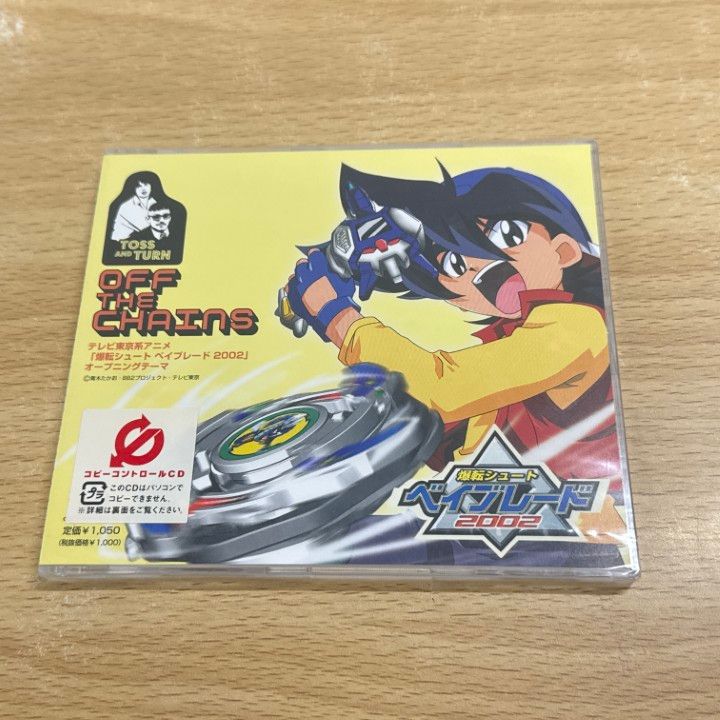 TOSS
AND TURN
OFF
THE
CHAINS
テレビ東京系アニメ
「爆転シュート ベイブレード 2002」
オープニングテーマ
©青木たかお・BB2プロジェクト・テレビ東京
コピーコントロールCD
このCDはパソコンで
コピーできません。
※詳細は裏面をご覧ください。
定価¥1,050
(税抜価格¥1,000)
爆転シュート
ベイブレード
2002